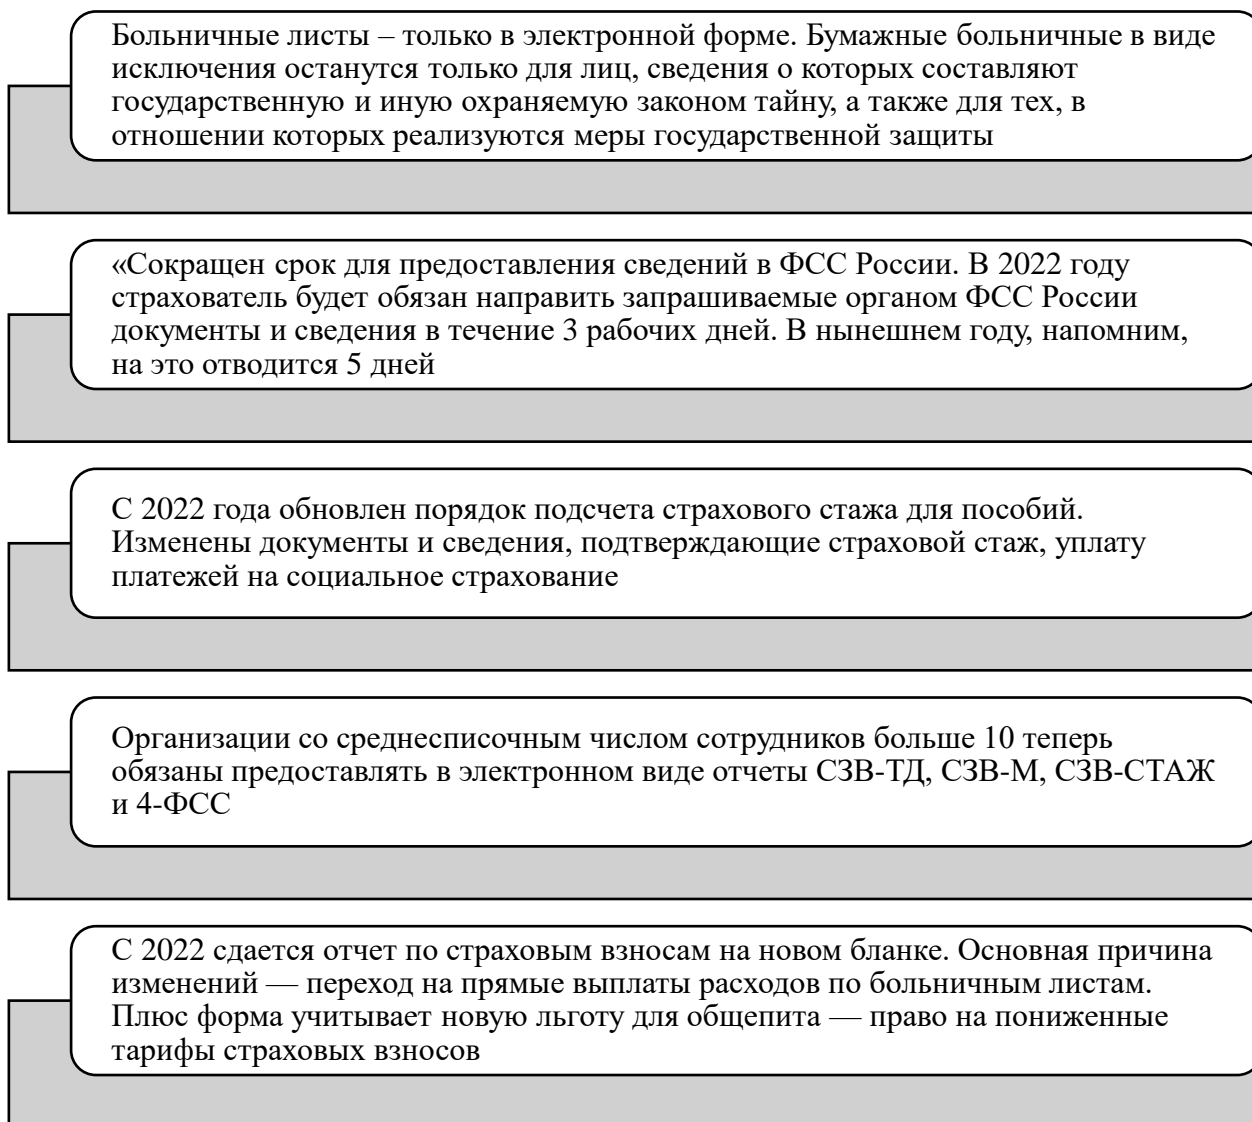 Больничные листы – только в электронной форме. Бумажные больничные в виде
исключения останутся только для лиц, сведения о которых составляют
государственную и иную охраняемую законом тайну, а также для тех, в
отношении которых реализуются меры государственной защиты
«Сокращен срок для предоставления сведений в ФСС России. В 2022 году
страхователь будет обязан направить запрашиваемые органом ФСС России
документы и сведения в течение 3 рабочих дней. В нынешнем году, напомним,
на это отводится 5 дней
С 2022 года обновлен порядок подсчета страхового стажа для пособий.
Изменены документы и сведения, подтверждающие страховой стаж, уплату
платежей на социальное страхование
Организации со среднесписочным числом сотрудников больше 10 теперь
обязаны предоставлять в электронном виде отчеты СЗВ-ТД, СЗВ-М, СЗВ-СТАЖ
и 4-ФСС
С 2022 сдается отчет по страховым взносам на новом бланке. Основная причина
изменений — переход на прямые выплаты расходов по больничным листам.
Плюс форма учитывает новую льготу для общепита — право на пониженные
тарифы страховых взносов